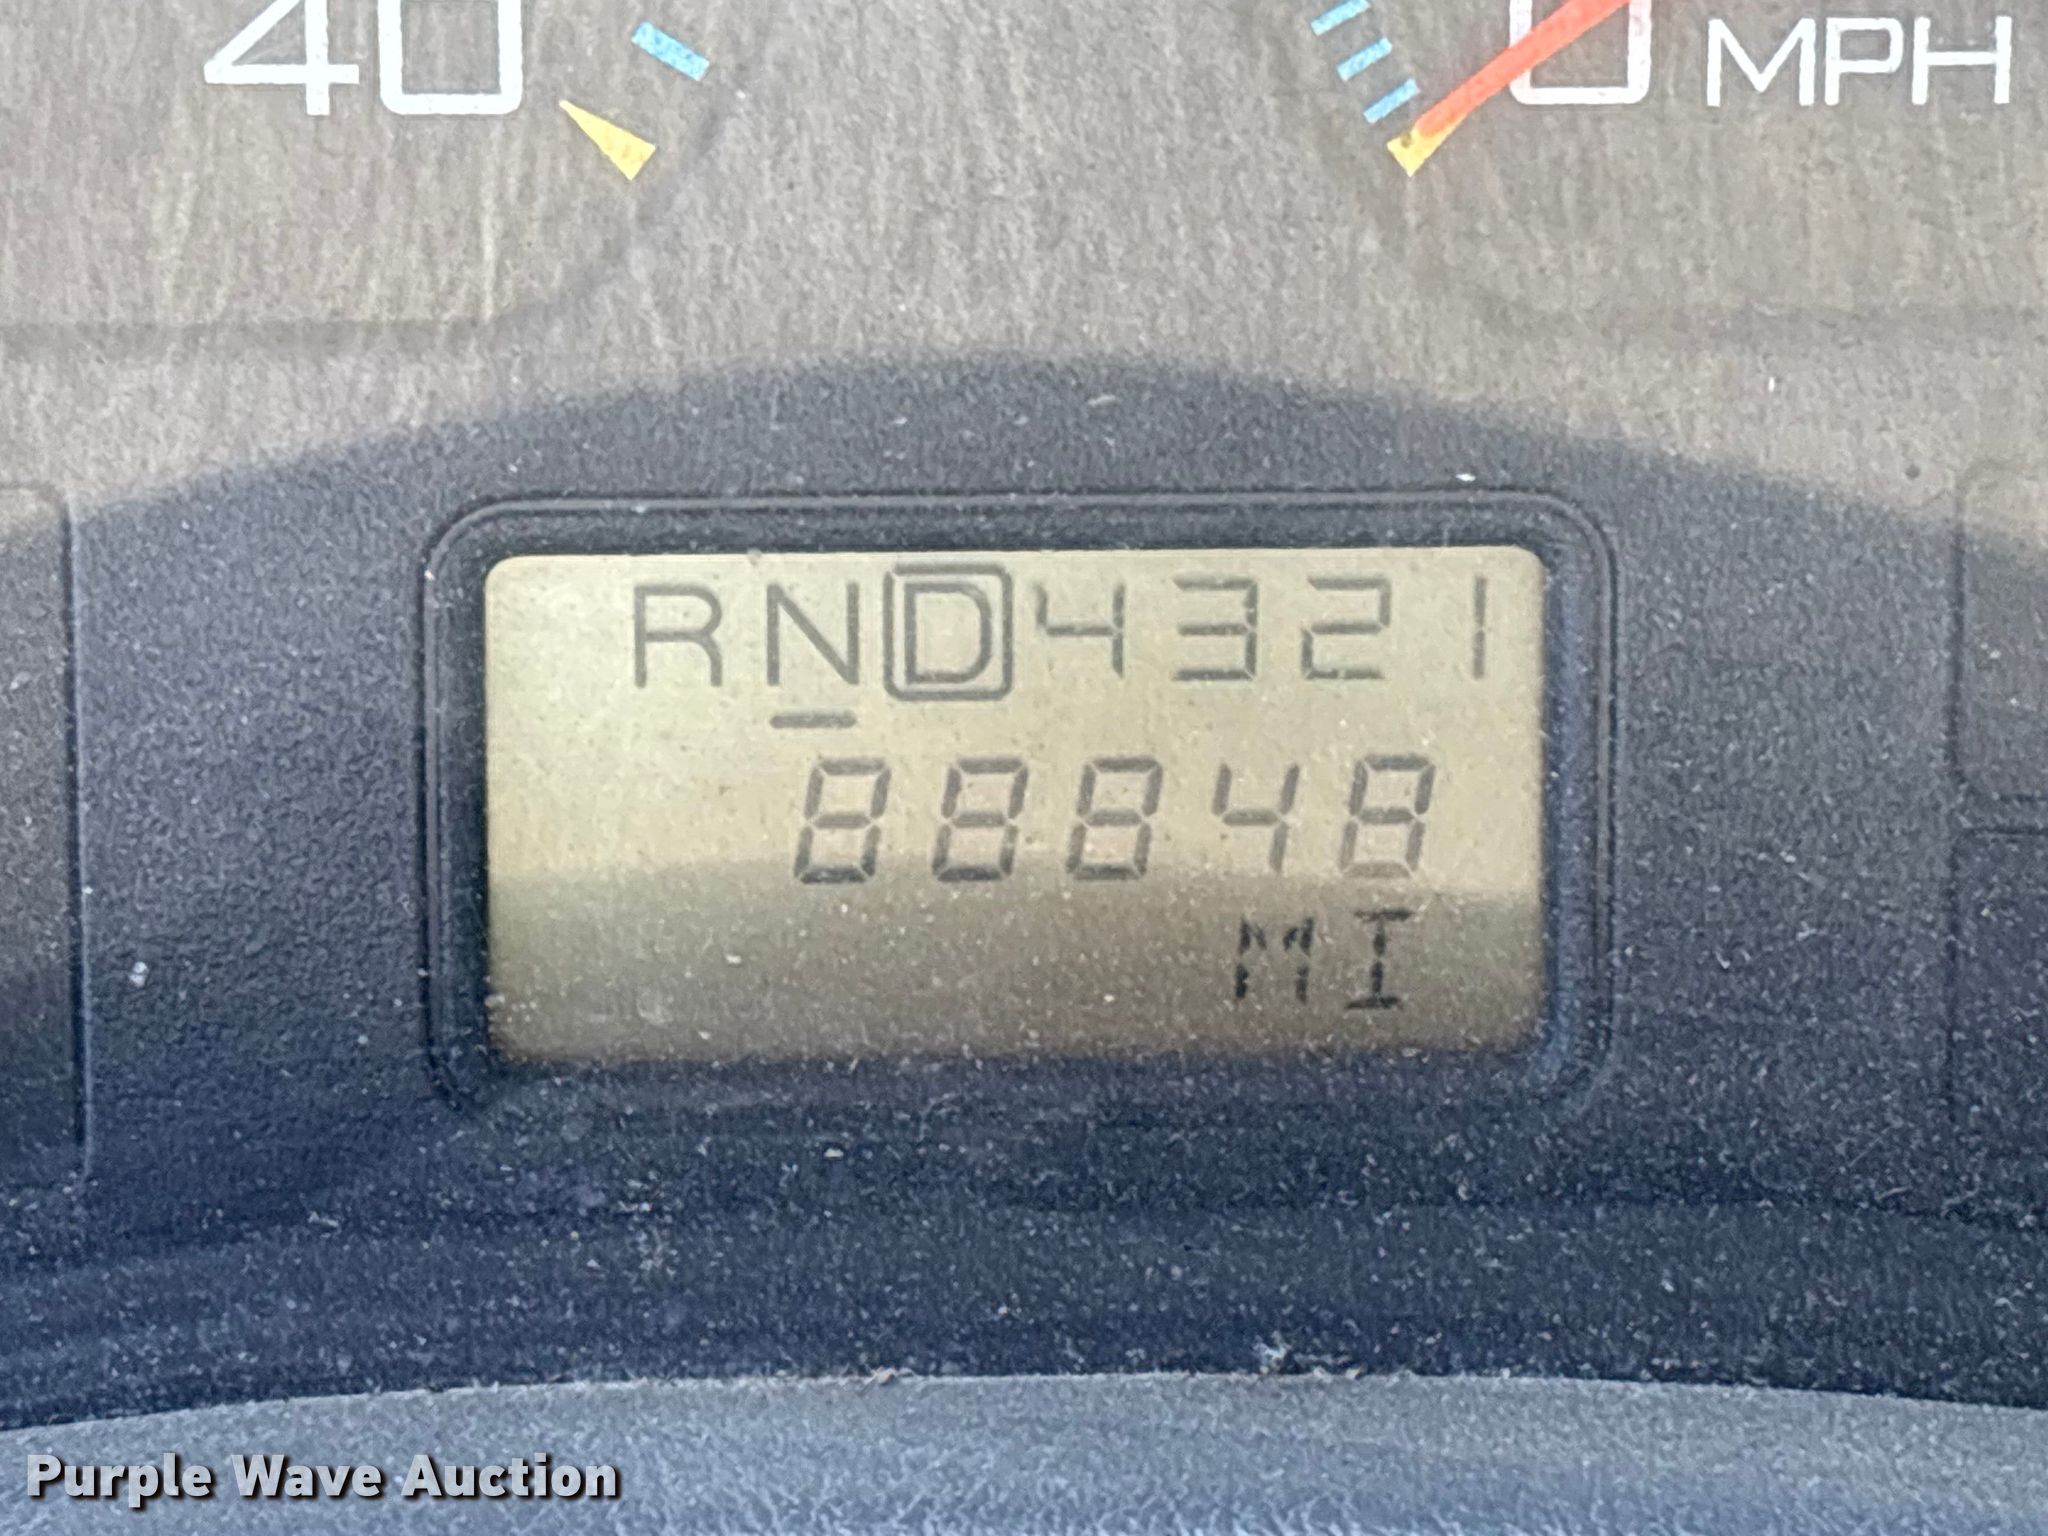 40
0 MPH
RND4321
88848
MI
Purple Wave Auction